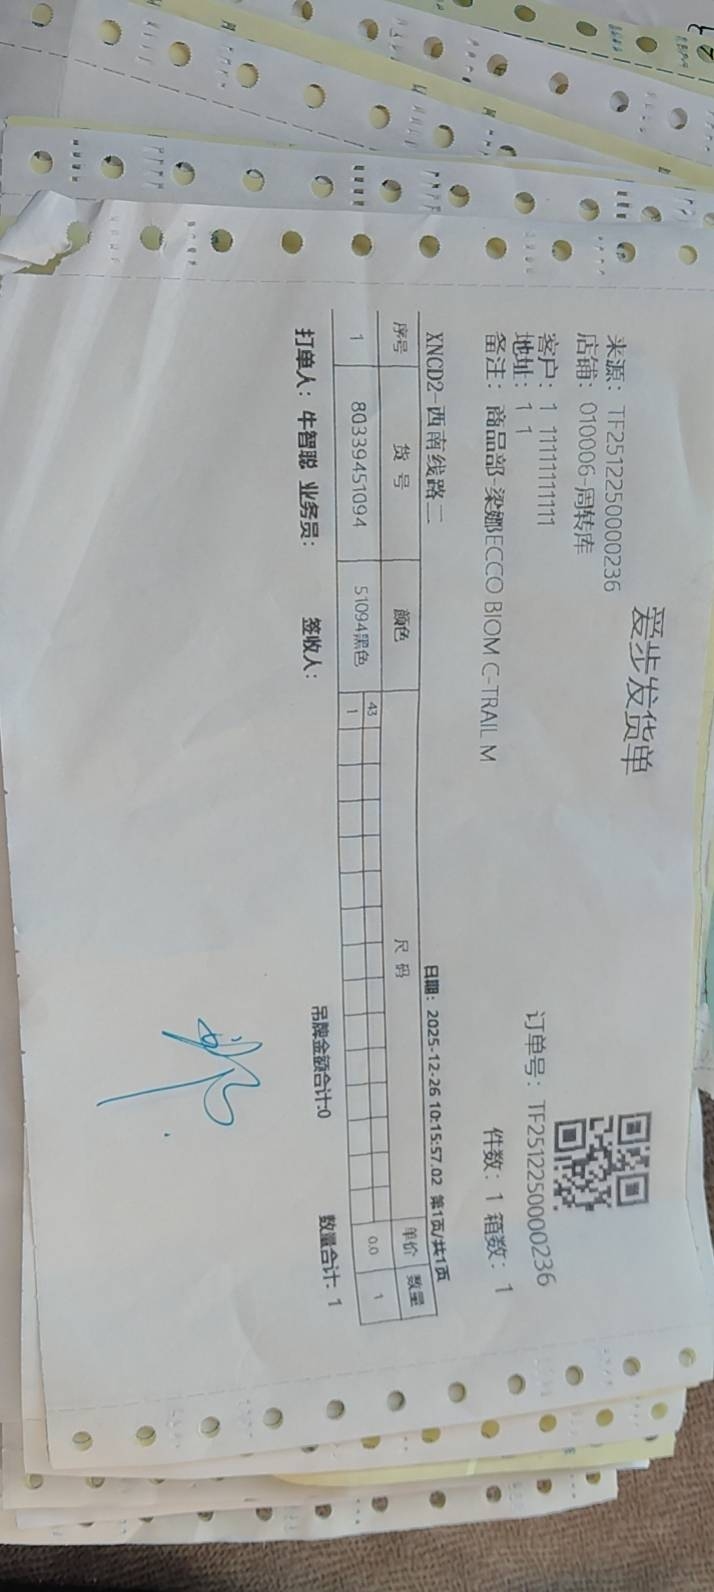 爱步发货单
来源： TF2512250000236
店铺： 010006-周转库
客户： 1 11111111111
地址： 1 1
订单号： TF2512250000236
备注： 商品部-梁娜ECCO BIOM C-TRAIL M
件数： 1 箱数： 1
XNCD2-西南线路二
日期： 2025-12-26 10:15:57.02 第1页/共1页
序号 货 号 颜色 尺 码 单价 数量
43
1 80339451094 51094黑色 1 0.0 1
打单人： 牛智聪 业务员： 签收人： 吊牌金额合计:0 数量合计: 1